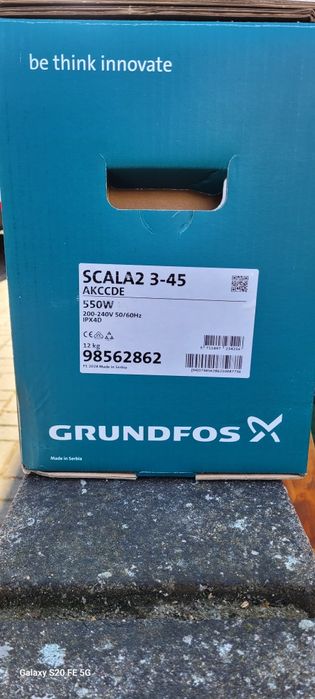 be think innovate
SCALA2 3-45
AKCCDE
550W
200-240V 50/60Hz
IPX4D
12 kg
98562862
Made in Serbia
GRUNDFOS
Made in Serbia
Galaxy S20 FE 5G